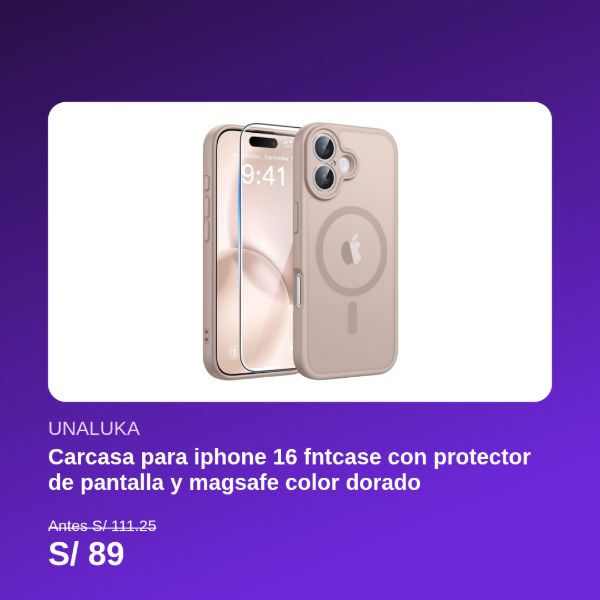 9:41
UNALUKA
Carcasa para iphone 16 fntcase con protector
de pantalla y magsafe color dorado
Antes S/ 111.25
S/ 89